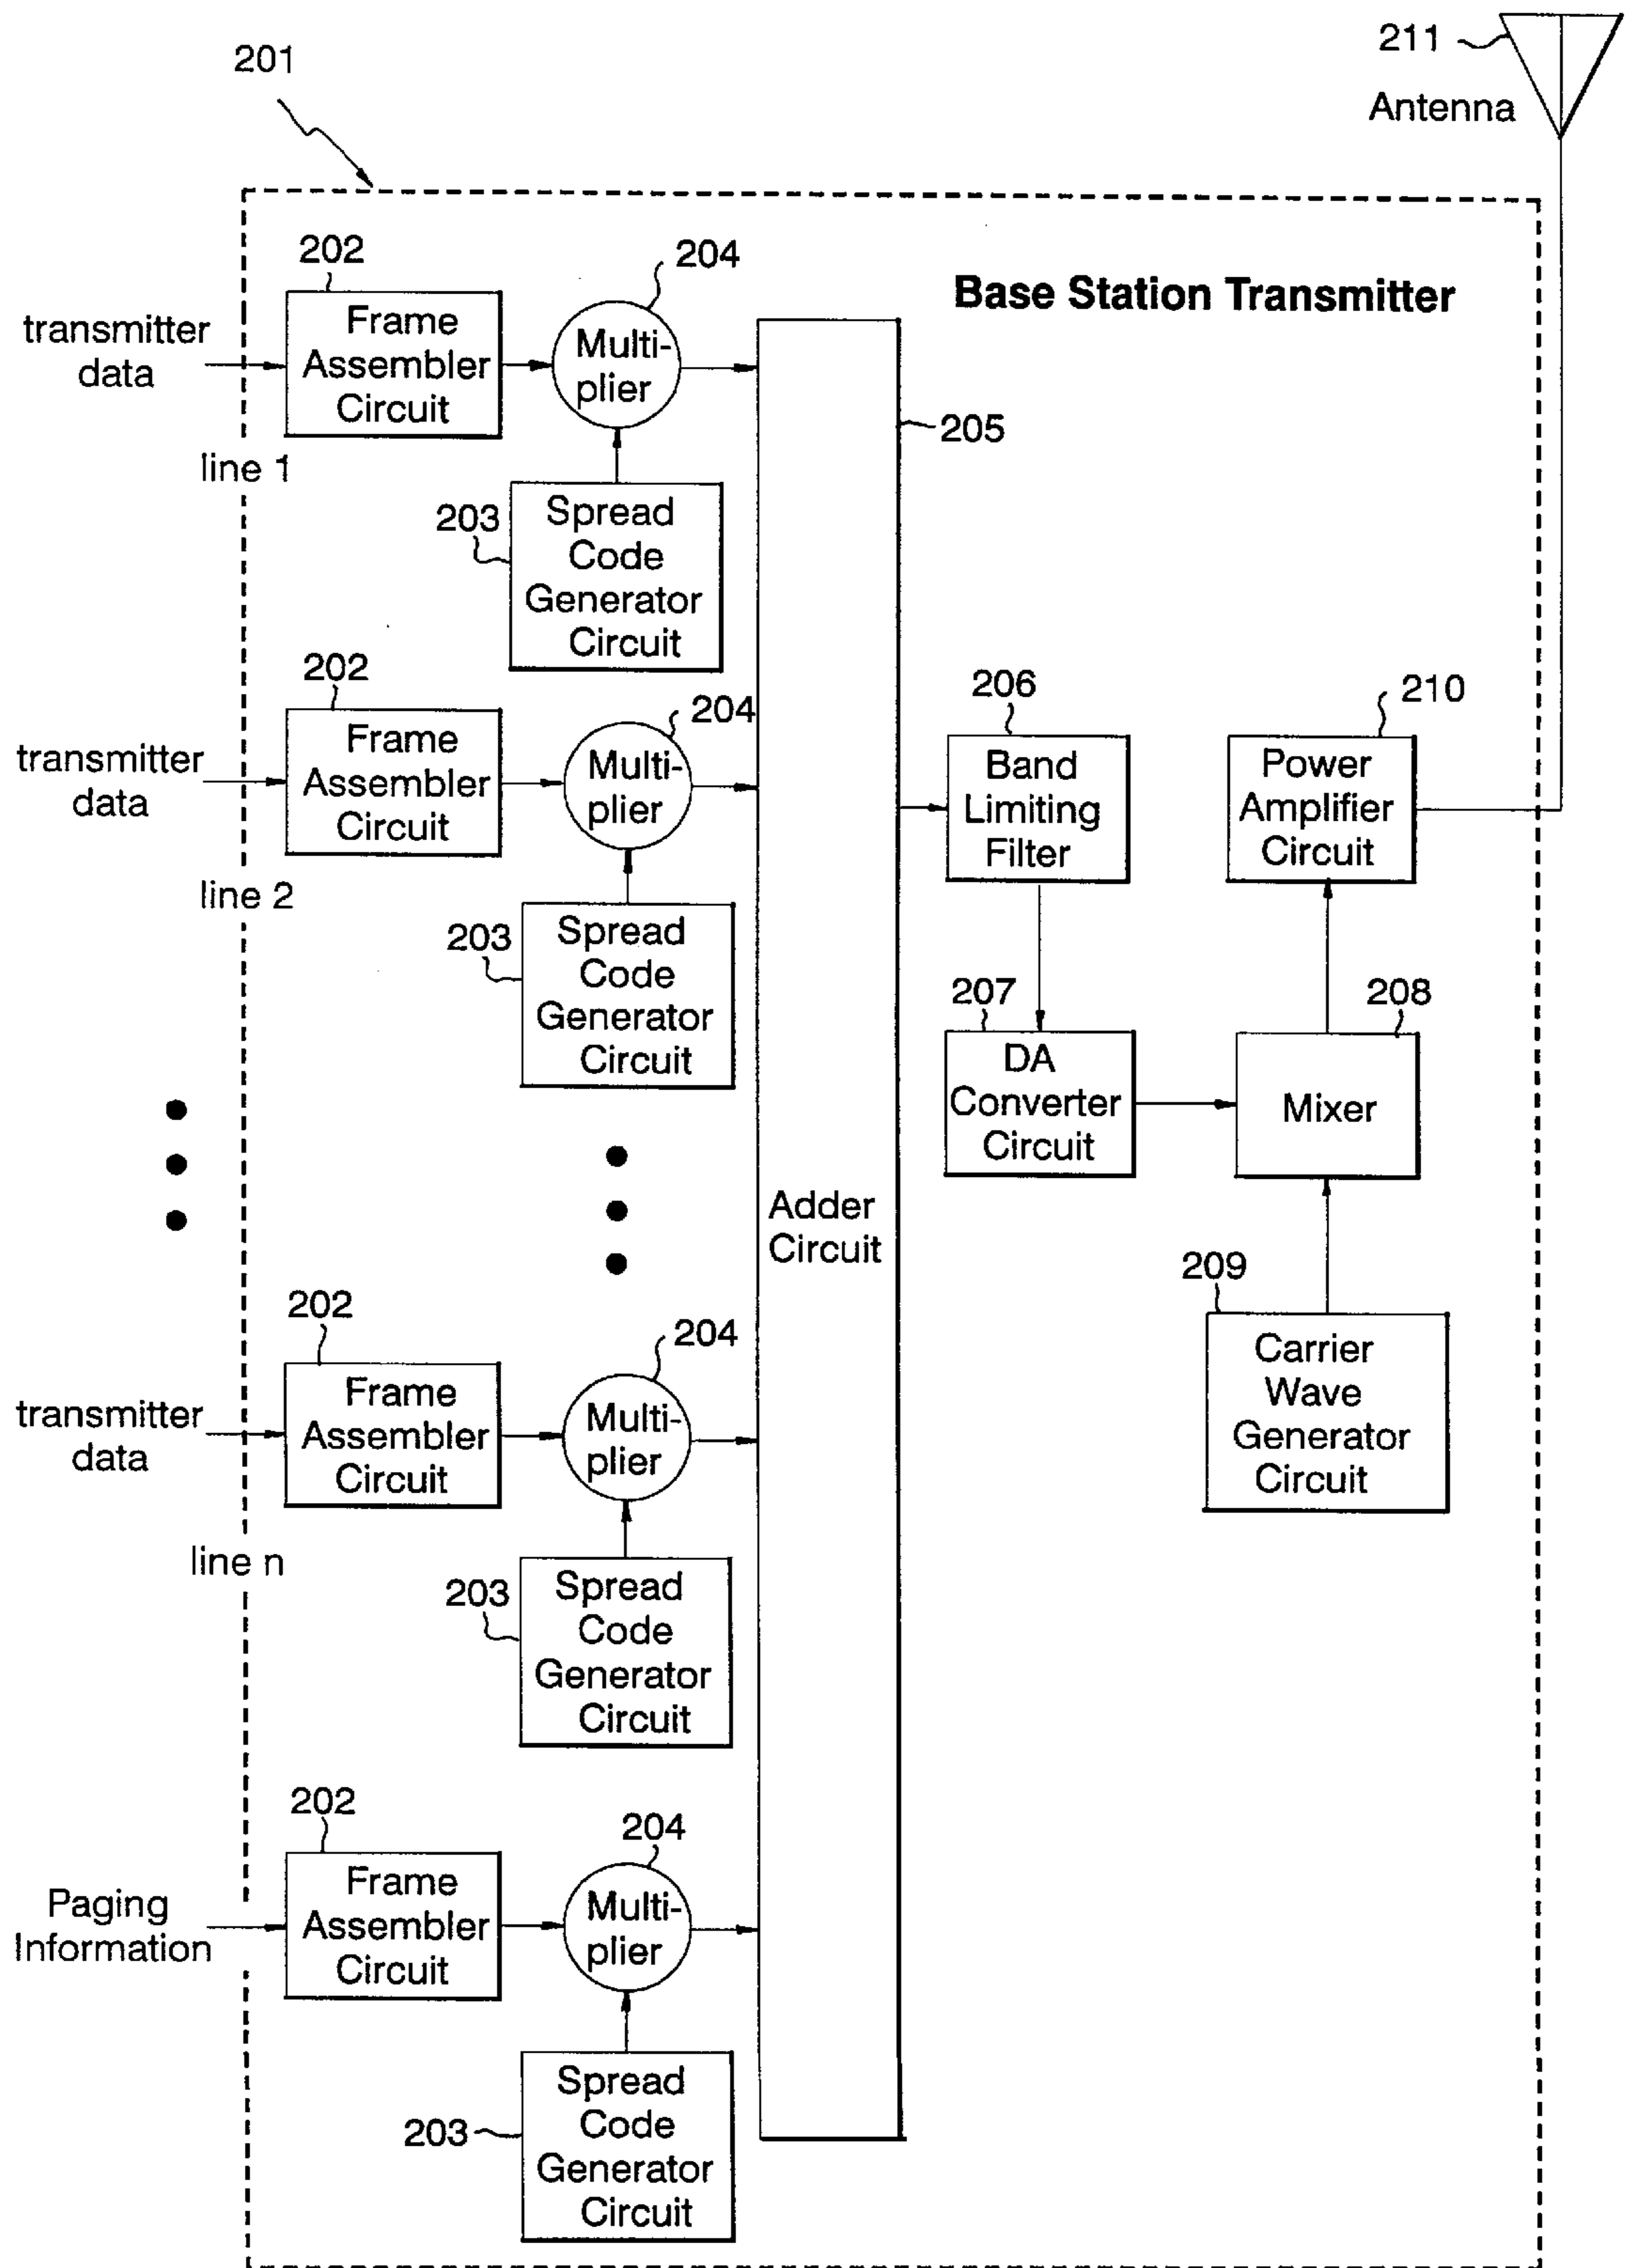 211
Antenna
201
Base Station Transmitter
202
204
transmitter
data
Frame
Assembler
Circuit
Multi-
plier
205
line 1
203
Spread
Code
Generator
Circuit
202
204
transmitter
data
Frame
Assembler
Circuit
Multi-
plier
line 2
203
Spread
Code
Generator
Circuit
206
Band
Limiting
Filter
210
Power
Amplifier
Circuit
207
DA
Converter
Circuit
208
Mixer
Adder
Circuit
209
Carrier
Wave
Generator
Circuit
202
204
transmitter
data
Frame
Assembler
Circuit
Multi-
plier
line n
203
Spread
Code
Generator
Circuit
202
204
Paging
Information
Frame
Assembler
Circuit
Multi-
plier
203
Spread
Code
Generator
Circuit